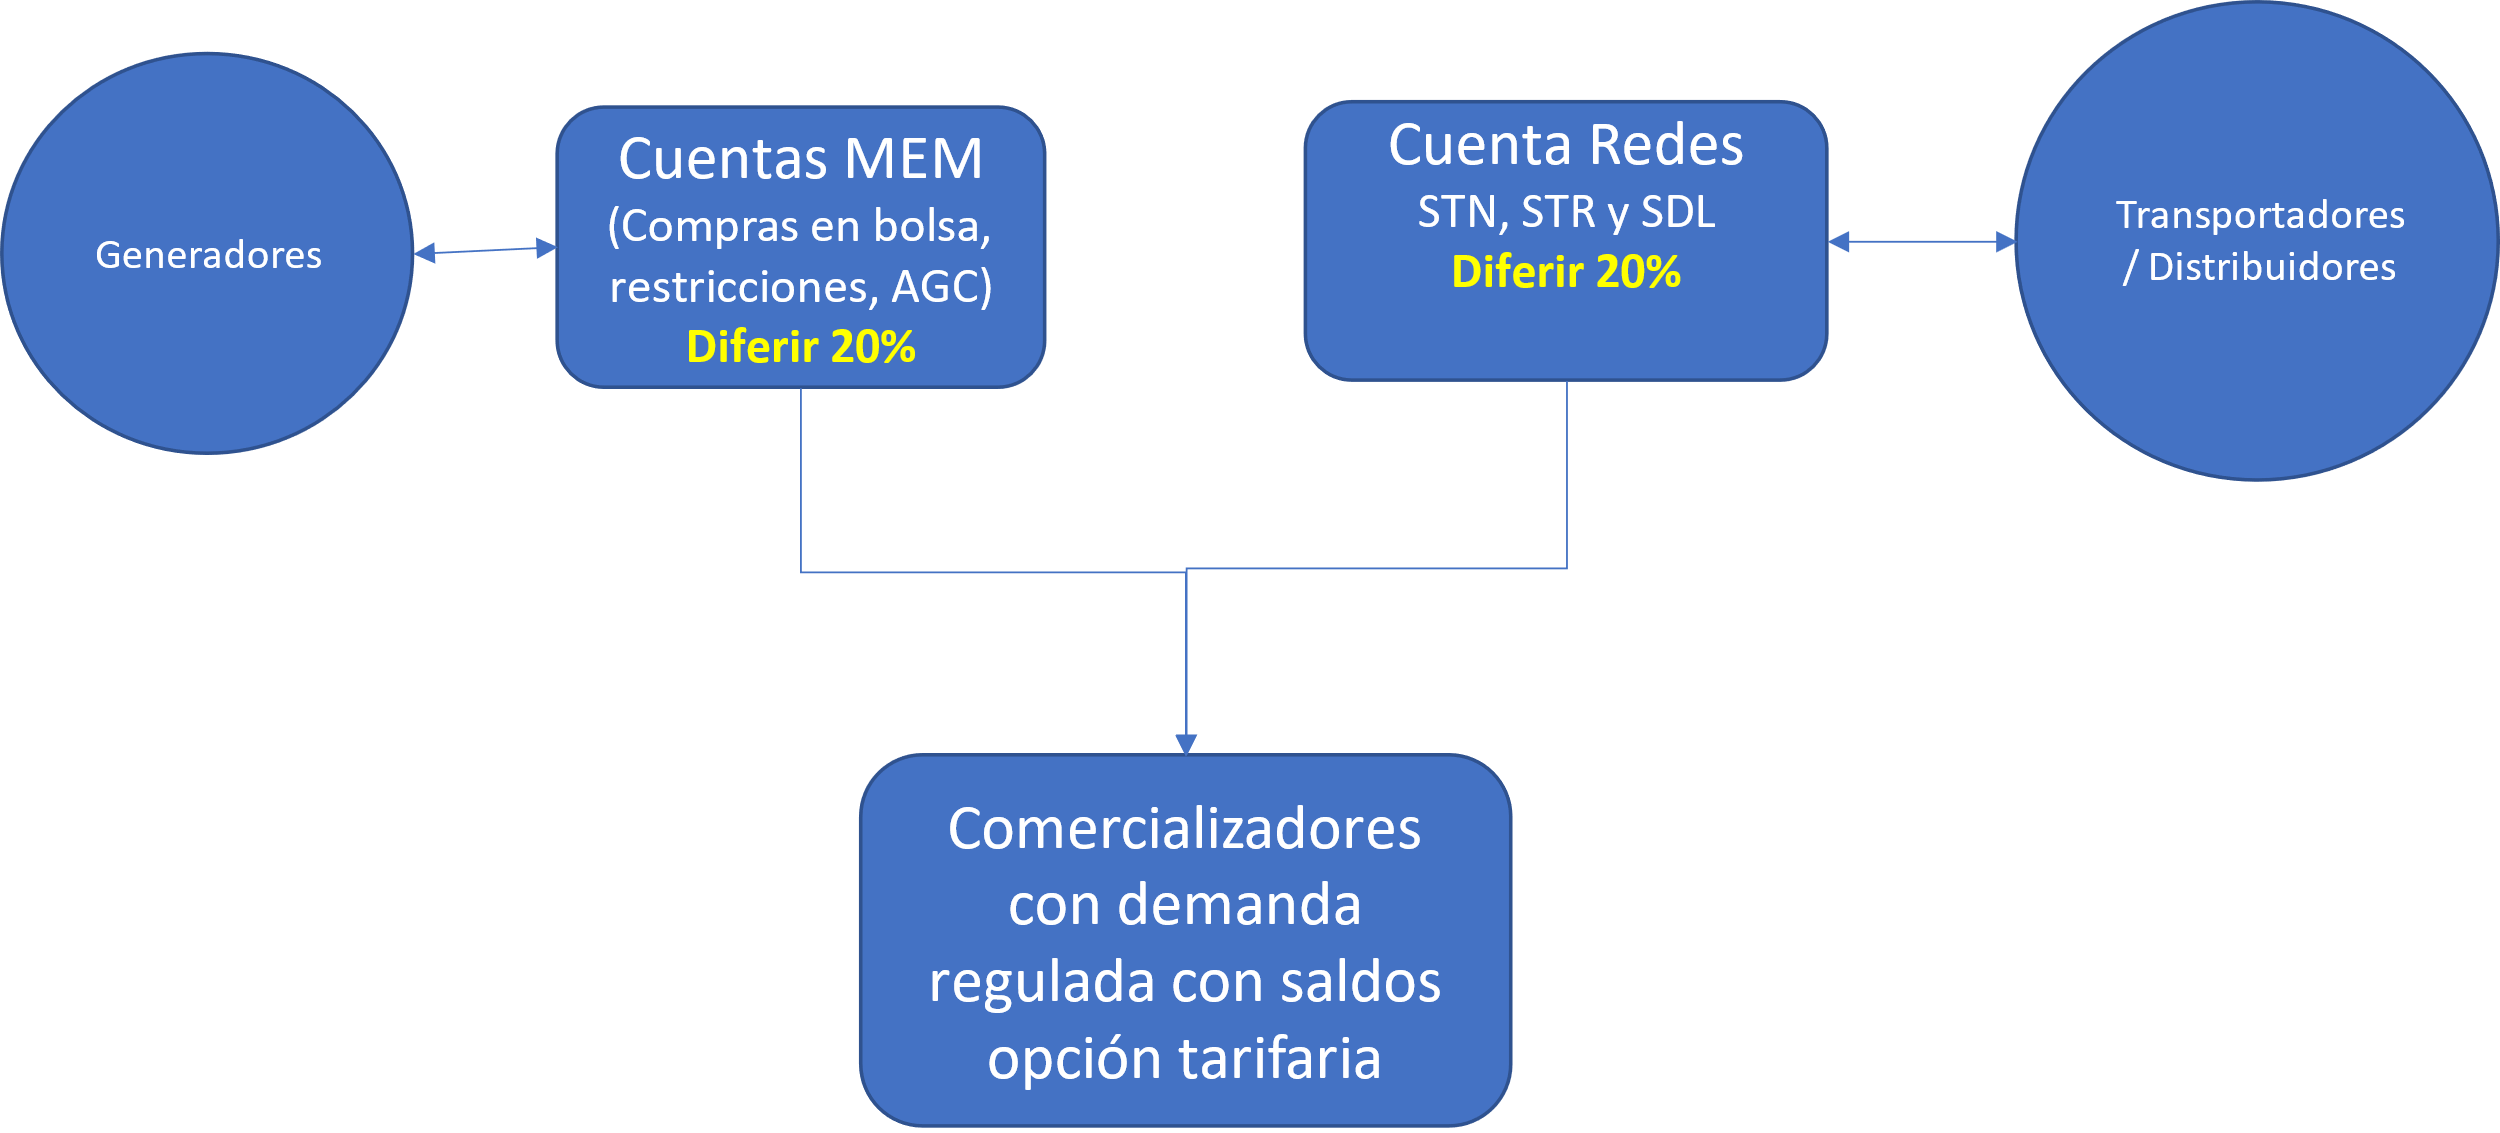 Generadores
Cuentas MEM
(Compras en bolsa,
restricciones, AGC)
Diferir 20%
Cuenta Redes
STN, STR y SDL
Diferir 20%
Transportadores
/ Distribuidores
Comercializadores
con demanda
regulada con saldos
opción tarifaria